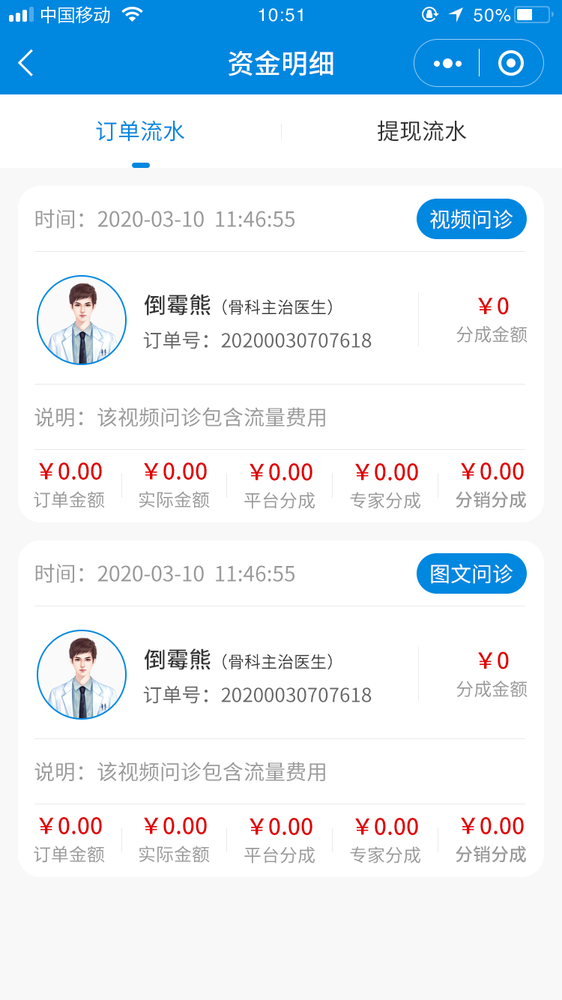 中国移动 10:51 50%
资金明细
订单流水 提现流水
时间：2020-03-10 11:46:55 视频问诊
倒霉熊（骨科主治医生） ￥0
订单号：20200030707618 分成金额
说明：该视频问诊包含流量费用
￥0.00 ￥0.00 ￥0.00 ￥0.00 ￥0.00
订单金额 实际金额 平台分成 专家分成 分销分成
时间：2020-03-10 11:46:55 图文问诊
倒霉熊（骨科主治医生） ￥0
订单号：20200030707618 分成金额
说明：该视频问诊包含流量费用
￥0.00 ￥0.00 ￥0.00 ￥0.00 ￥0.00
订单金额 实际金额 平台分成 专家分成 分销分成